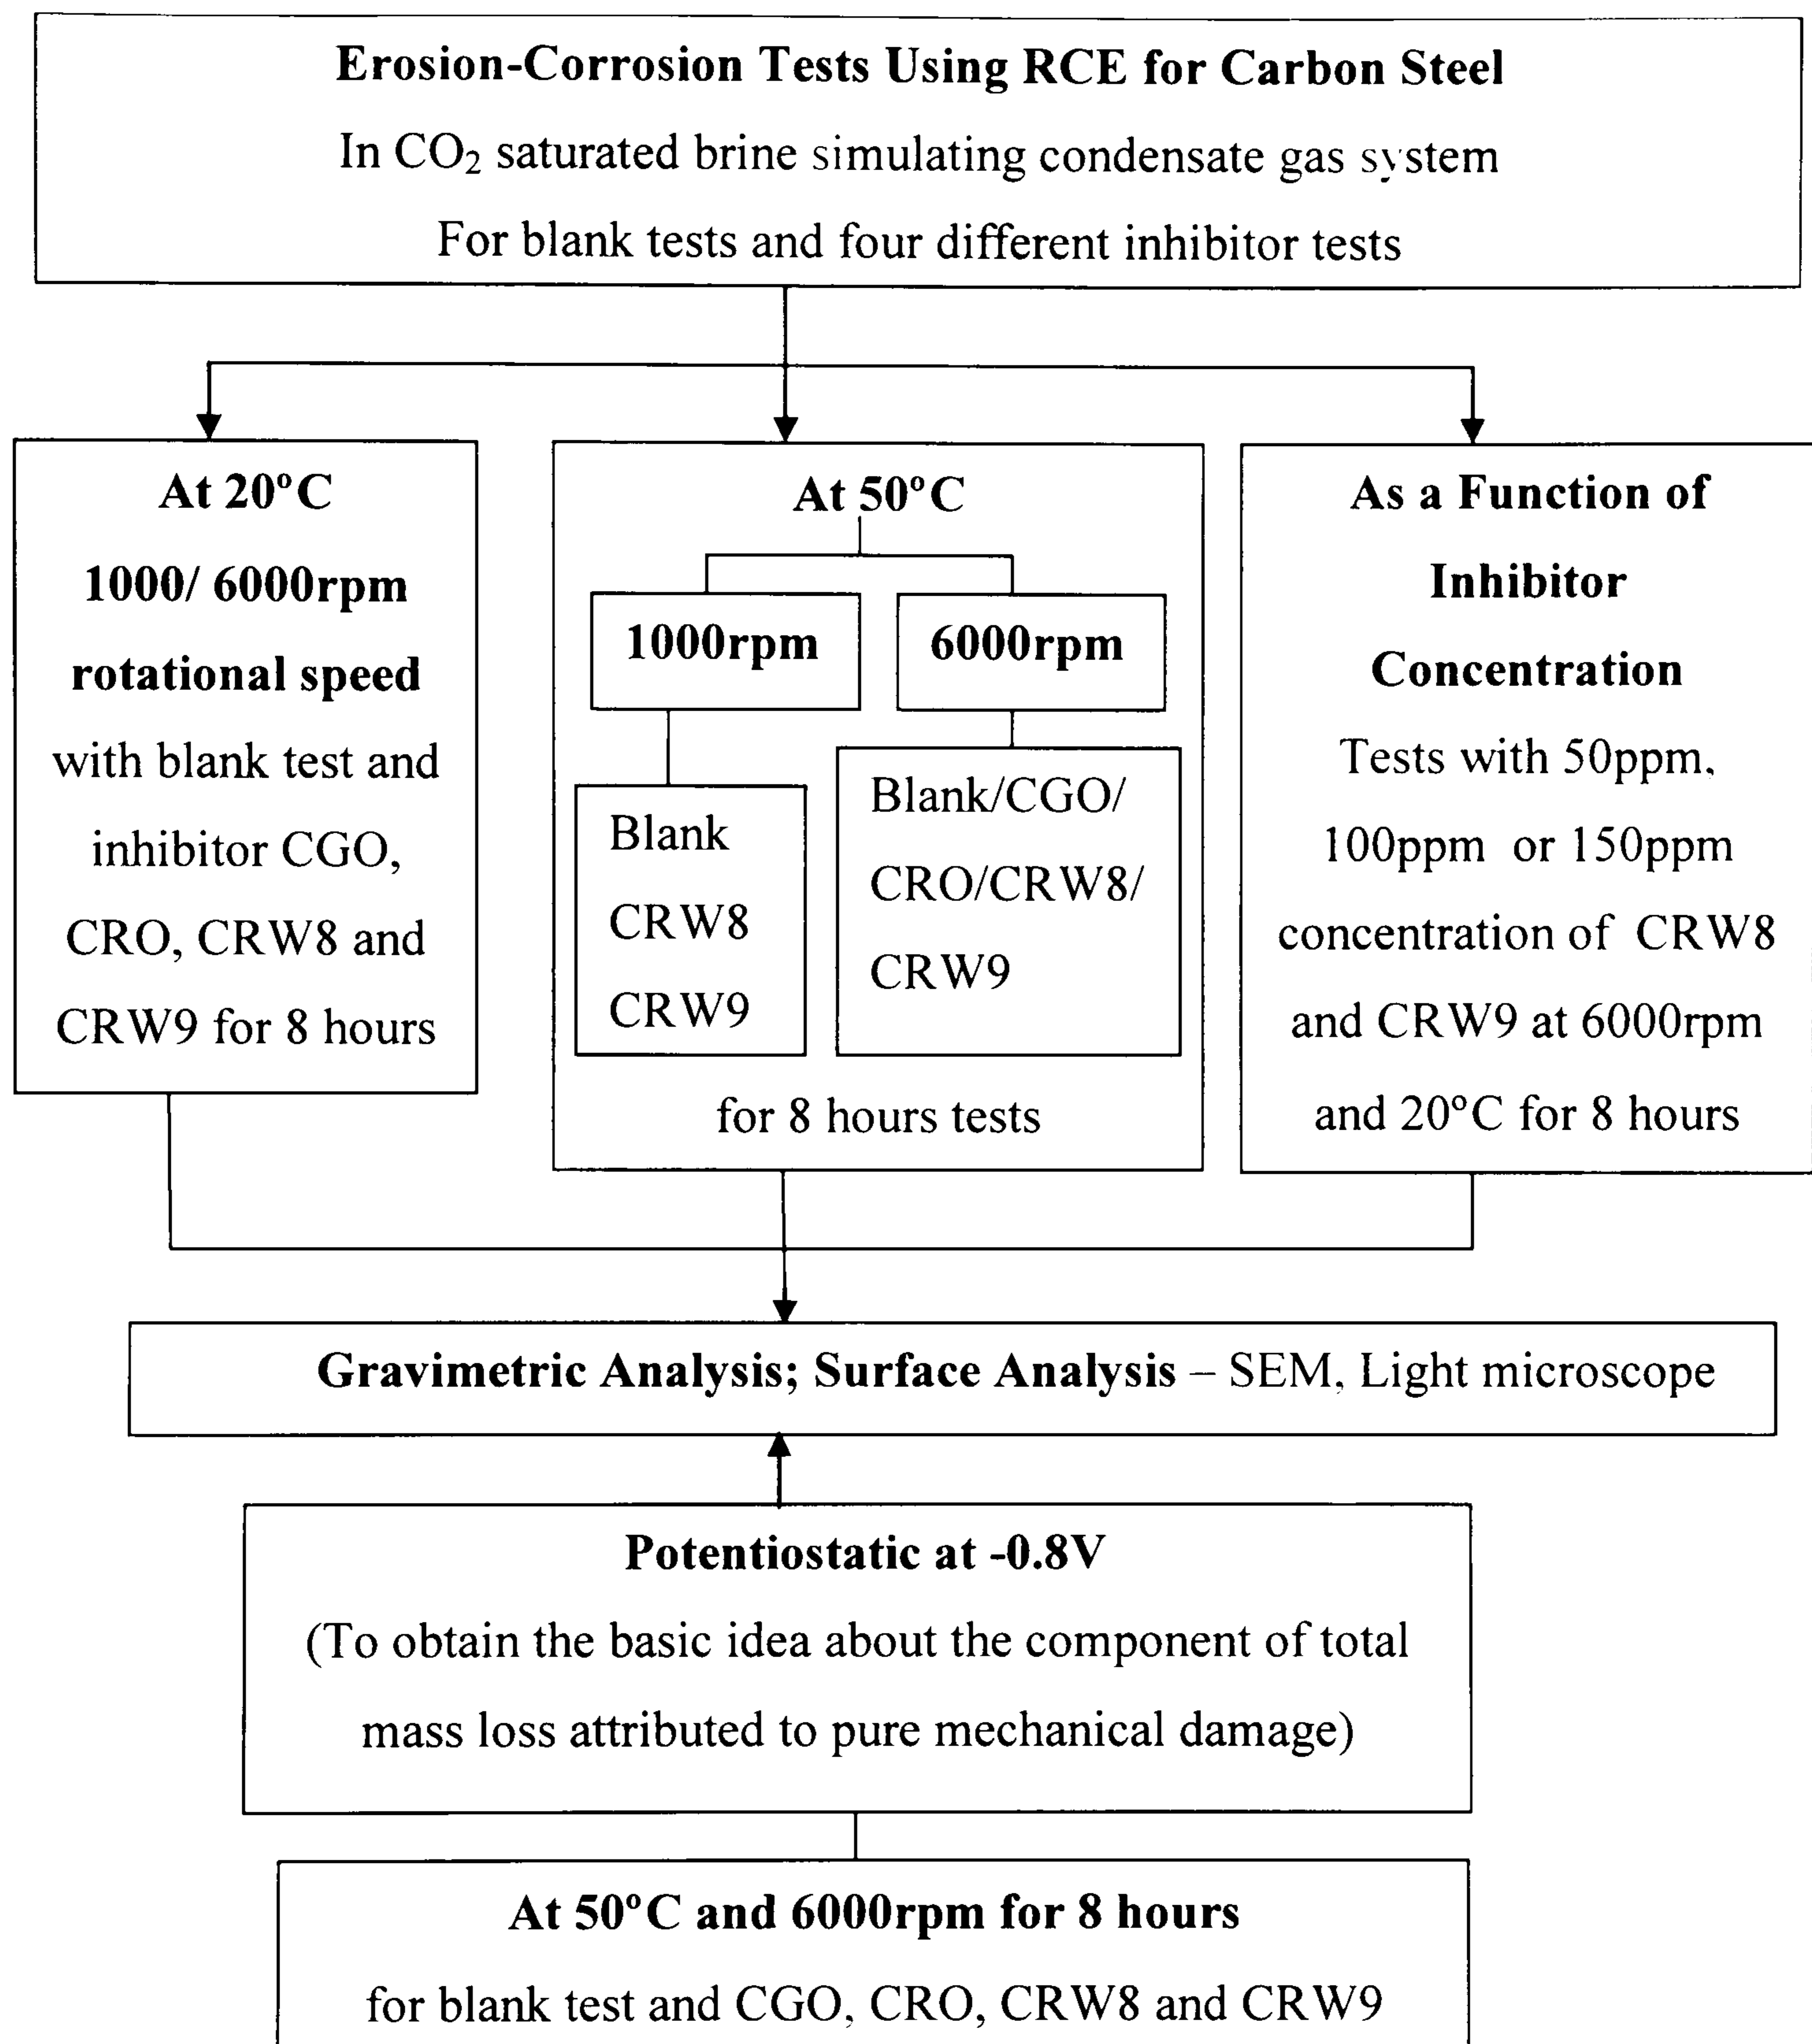 Erosion-Corrosion Tests Using RCE for Carbon Steel
In CO₂ saturated brine simulating condensate gas system
For blank tests and four different inhibitor tests
At 20°C
1000/ 6000rpm
rotational speed
with blank test and
inhibitor CGO,
CRO, CRW8 and
CRW9 for 8 hours
At 50°C
1000rpm
Blank
CRW8
CRW9
6000rpm
Blank/CGO/
CRO/CRW8/
CRW9
for 8 hours tests
As a Function of
Inhibitor
Concentration
Tests with 50ppm,
100ppm or 150ppm
concentration of CRW8
and CRW9 at 6000rpm
and 20°C for 8 hours
Gravimetric Analysis; Surface Analysis – SEM, Light microscope
Potentiostatic at -0.8V
(To obtain the basic idea about the component of total
mass loss attributed to pure mechanical damage)
At 50°C and 6000rpm for 8 hours
for blank test and CGO, CRO, CRW8 and CRW9